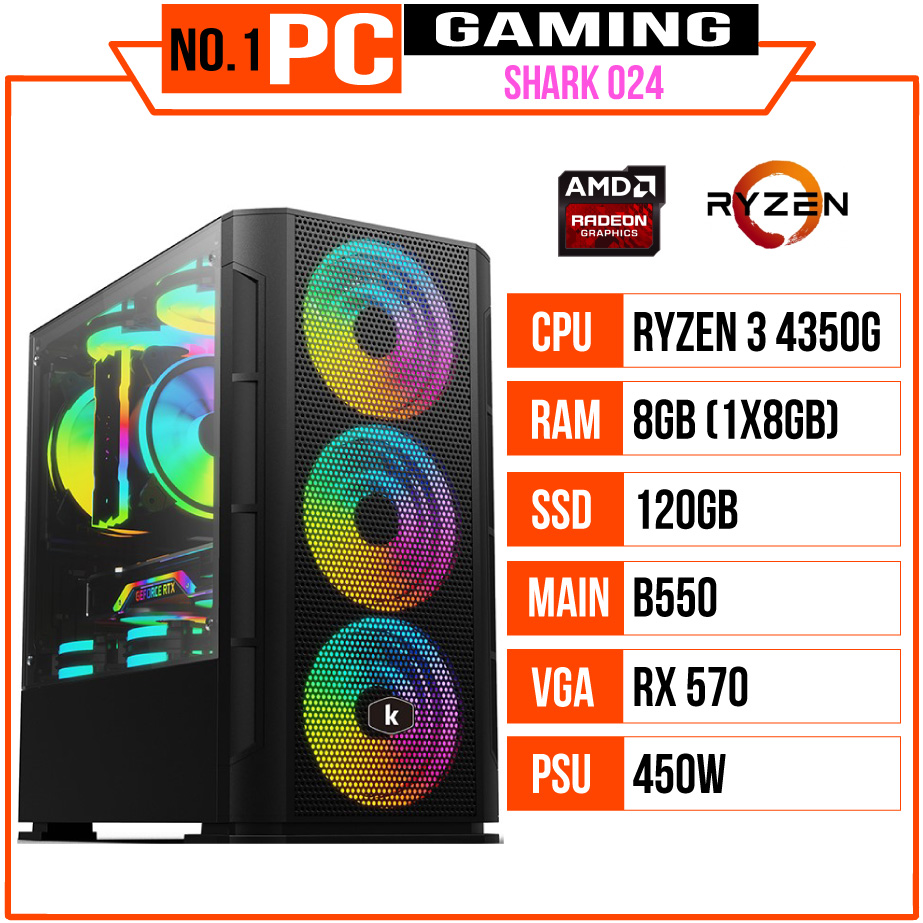 NO.1 PC GAMING
SHARK 024
AMD
RADEON
GRAPHICS
RYZEN
CPU RYZEN 3 4350G
RAM 8GB (1X8GB)
SSD 120GB
MAIN B550
VGA RX 570
PSU 450W
GEFORCE RTX
k